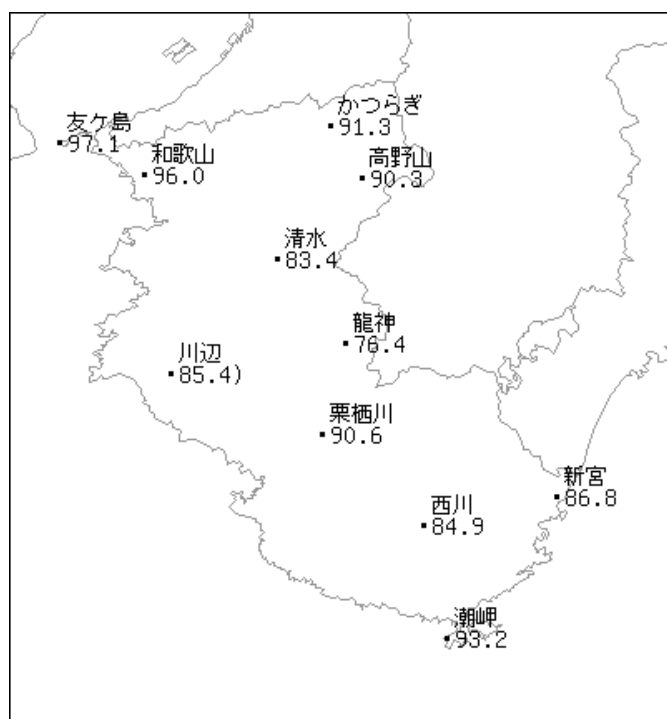 かつらぎ
91.3
友ケ島
97.1
和歌山
96.0
高野山
90.3
清水
83.4
龍神
76.4
川辺
85.4)
栗栖川
90.6
新宮
86.8
西川
84.9
潮岬
93.2